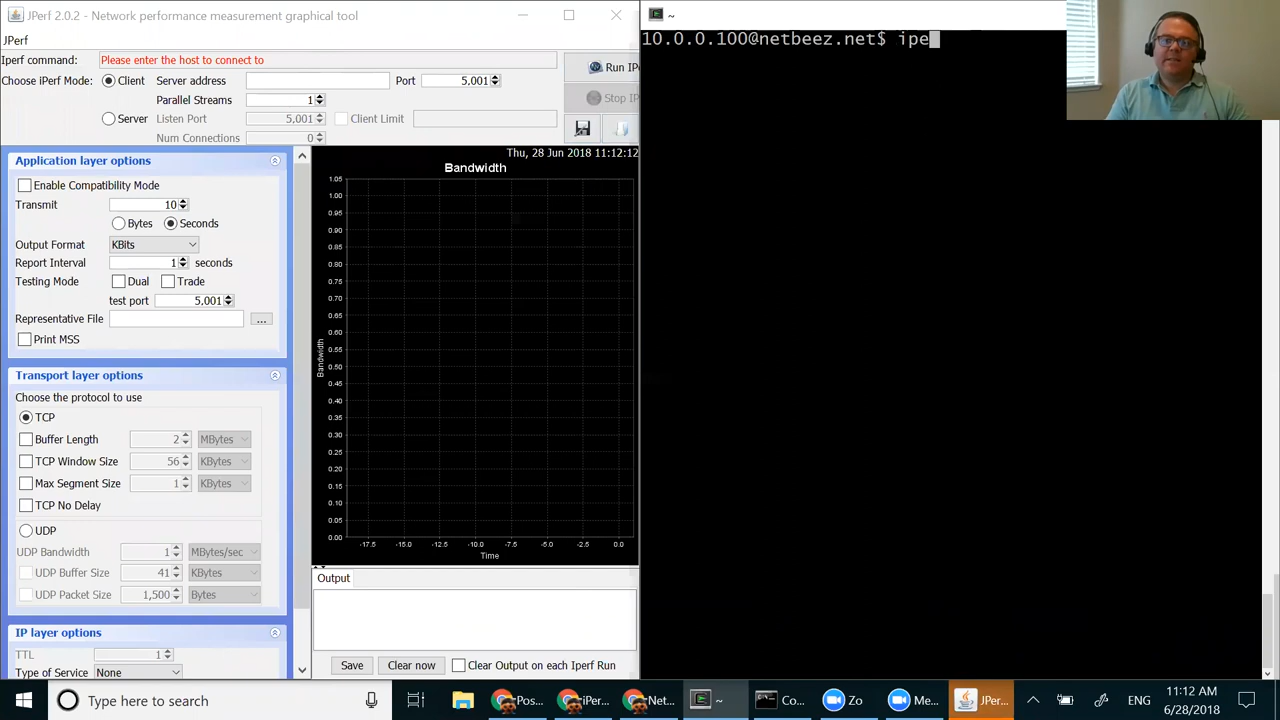 JPerf 2.0.2 - Network performance measurement graphical tool
JPerf
Iperf command: Please enter the host to connect to
Choose iPerf Mode: Client Server address Port 5,001
Parallel Streams 1
Server Listen Port 5,001 Client Limit
Num Connections 0
Run IPe
Stop IP
Application layer options
Enable Compatibility Mode
Transmit 10
Bytes Seconds
Output Format KBits
Report Interval 1 seconds
Testing Mode Dual Trade
test port 5,001
Representative File ...
Print MSS
Transport layer options
Choose the protocol to use
TCP
Buffer Length 2 MBytes
TCP Window Size 56 KBytes
Max Segment Size 1 KBytes
TCP No Delay
UDP
UDP Bandwidth 1 MBytes/sec
UDP Buffer Size 41 KBytes
UDP Packet Size 1,500 Bytes
IP layer options
TTL 1
Type of Service None
Thu, 28 Jun 2018 11:12:12
Bandwidth
1.05
1.00
0.95
0.90
0.85
0.80
0.75
0.70
0.65
0.60
0.55
0.50
0.45
0.40
0.35
0.30
0.25
0.20
0.15
0.10
0.05
0.00
Bandwidth
-17.5 -15.0 -12.5 -10.0 -7.5 -5.0 -2.5 0.0
Time
Output
Save Clear now Clear Output on each Iperf Run
~
10.0.0.100@netbeez.net$ ipe
Type here to search
Pos...
iPer...
Net...
~
Co...
Zo
Me...
JPer...
ENG
11:12 AM
6/28/2018